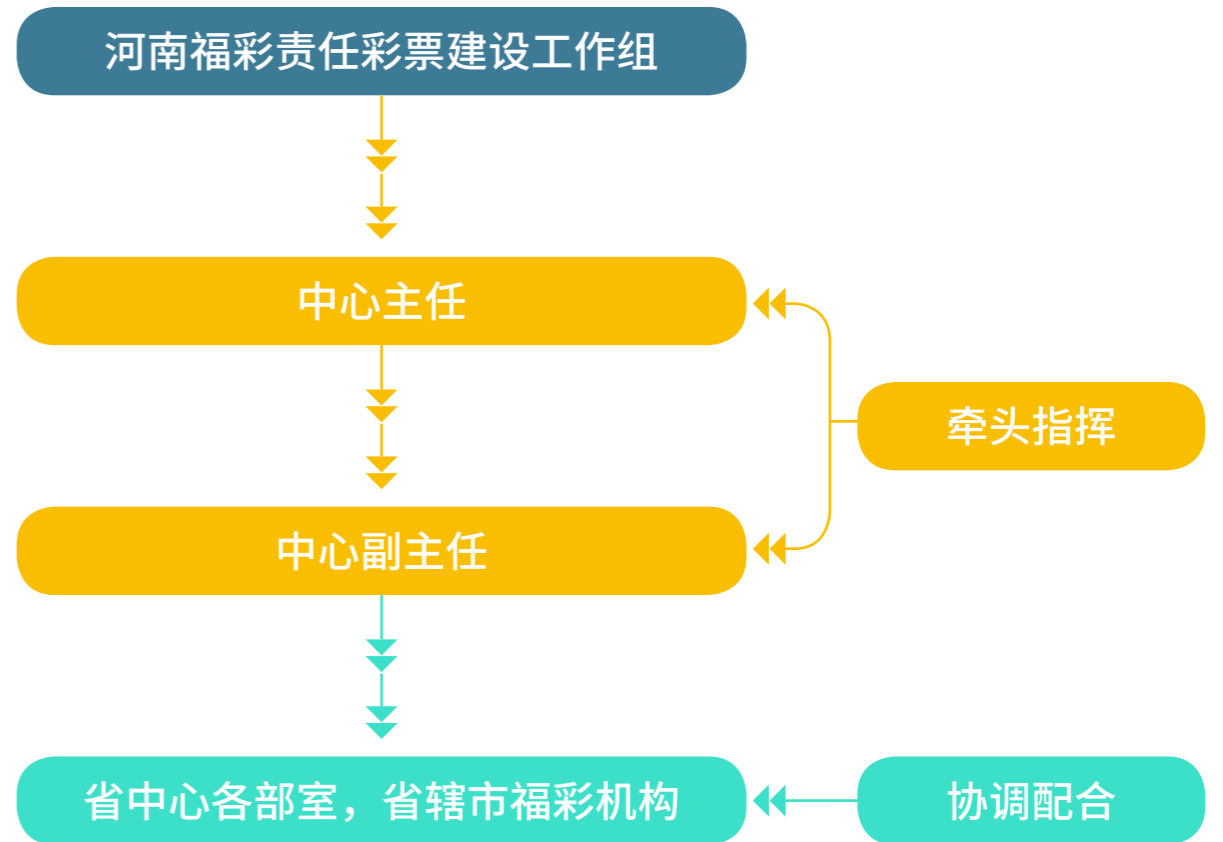 河南福彩责任彩票建设工作组
中心主任
牵头指挥
中心副主任
省中心各部室，省辖市福彩机构
协调配合